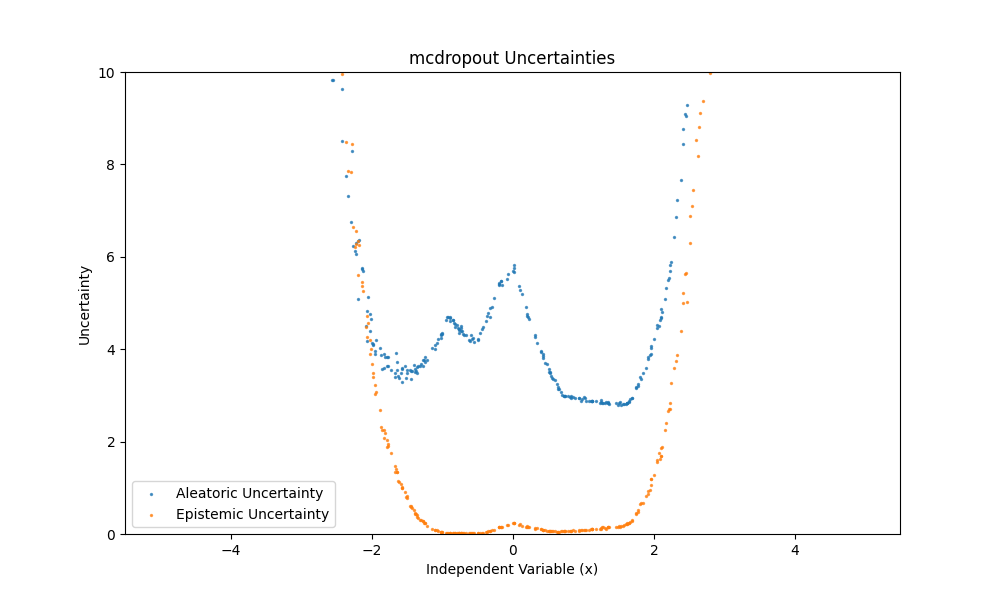 mcdropout Uncertainties
10
8
6
4
2
0
Uncertainty
Aleatoric Uncertainty
Epistemic Uncertainty
−4 −2 0 2 4
Independent Variable (x)